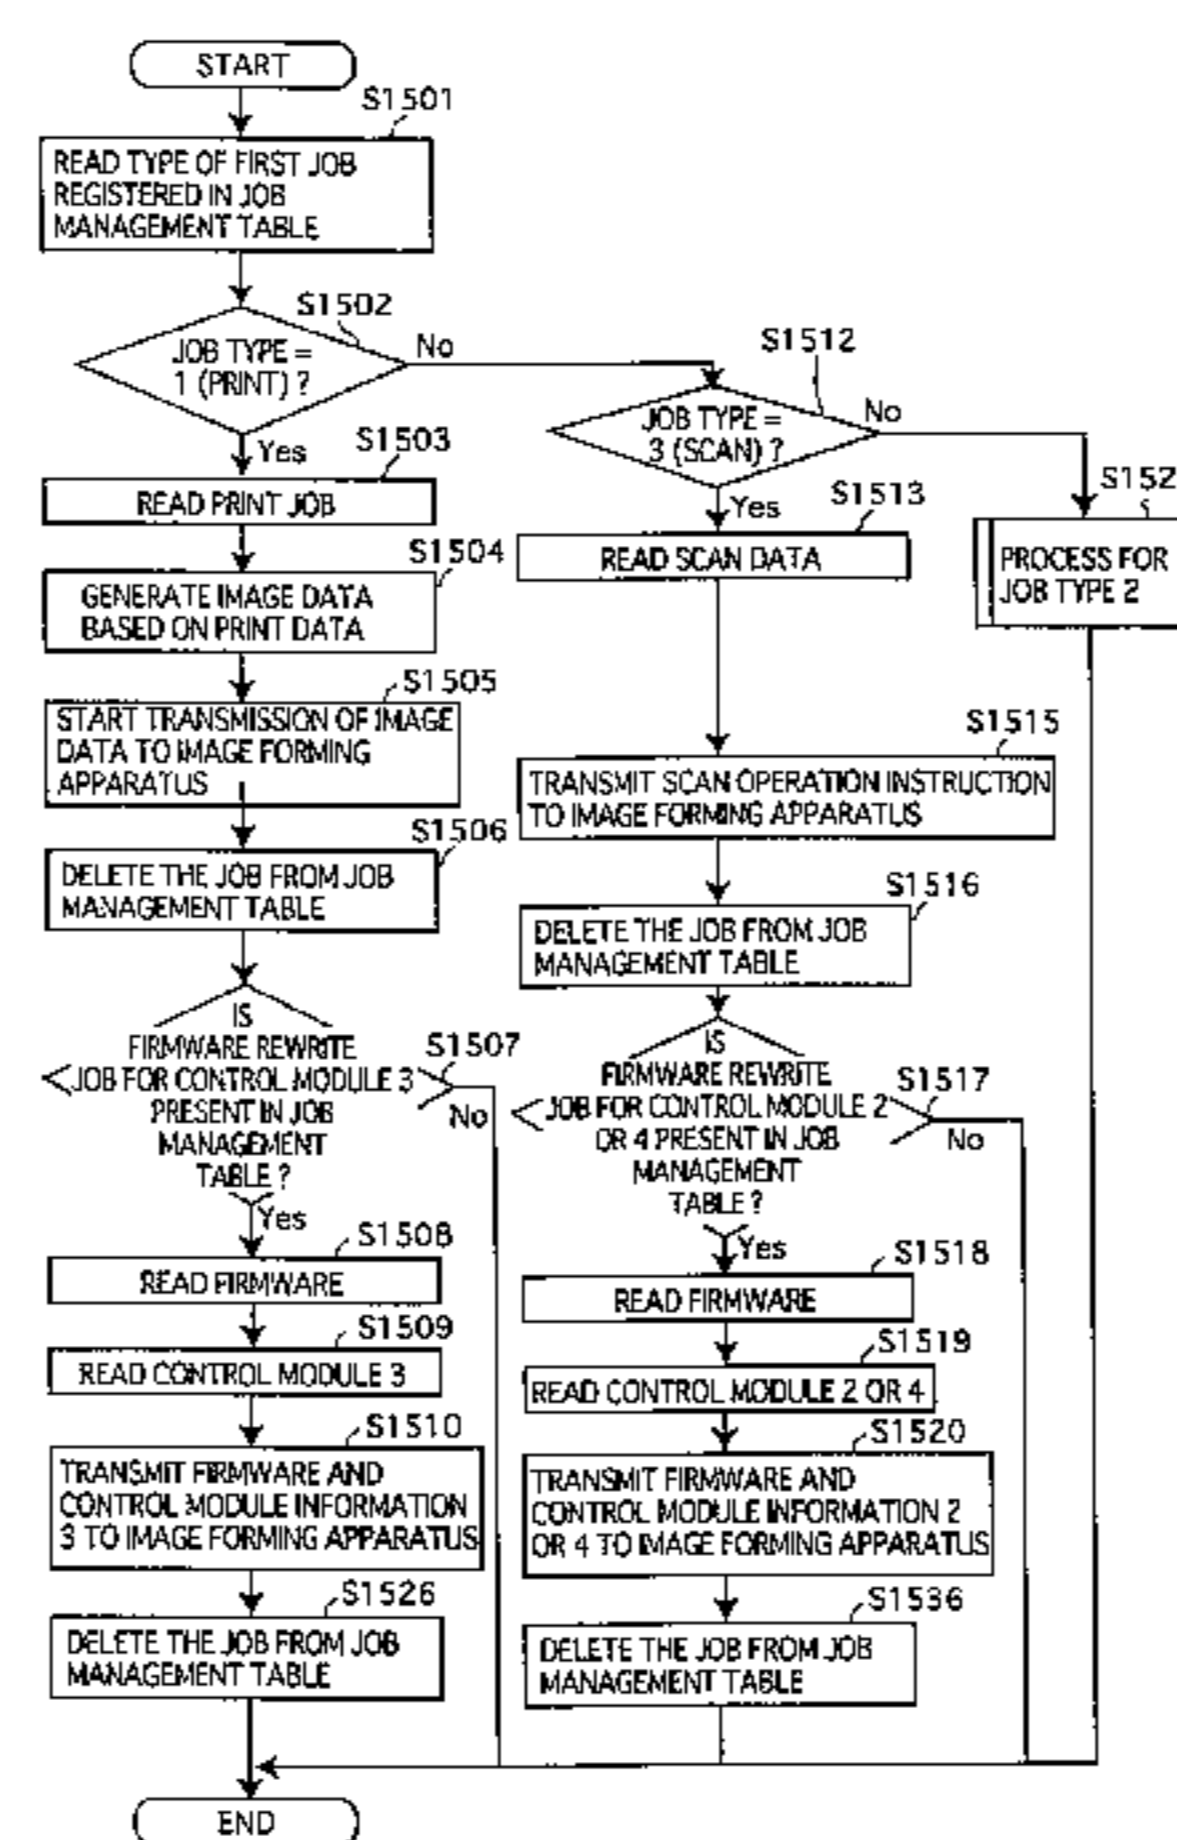 START
S1501
READ TYPE OF FIRST JOB
REGISTERED IN JOB
MANAGEMENT TABLE
S1502
JOB TYPE =
1 (PRINT) ?
No
Yes
S1503
READ PRINT JOB
S1504
GENERATE IMAGE DATA
BASED ON PRINT DATA
S1505
START TRANSMISSION OF IMAGE
DATA TO IMAGE FORMING
APPARATUS
S1506
DELETE THE JOB FROM JOB
MANAGEMENT TABLE
IS
FIRMWARE REWRITE
JOB FOR CONTROL MODULE 3
PRESENT IN JOB
MANAGEMENT
TABLE ?
S1507
No
Yes
S1508
READ FIRMWARE
S1509
READ CONTROL MODULE 3
S1510
TRANSMIT FIRMWARE AND
CONTROL MODULE INFORMATION
3 TO IMAGE FORMING APPARATUS
S1526
DELETE THE JOB FROM JOB
MANAGEMENT TABLE
END
S1512
JOB TYPE =
3 (SCAN) ?
No
Yes
S1513
READ SCAN DATA
S1515
TRANSMIT SCAN OPERATION INSTRUCTION
TO IMAGE FORMING APPARATUS
S1516
DELETE THE JOB FROM JOB
MANAGEMENT TABLE
IS
FIRMWARE REWRITE
JOB FOR CONTROL MODULE 2
OR 4 PRESENT IN JOB
MANAGEMENT
TABLE ?
S1517
No
Yes
S1518
READ FIRMWARE
S1519
READ CONTROL MODULE 2 OR 4
S1520
TRANSMIT FIRMWARE AND
CONTROL MODULE INFORMATION 2
OR 4 TO IMAGE FORMING APPARATUS
S1536
DELETE THE JOB FROM JOB
MANAGEMENT TABLE
S152
PROCESS FOR
JOB TYPE 2